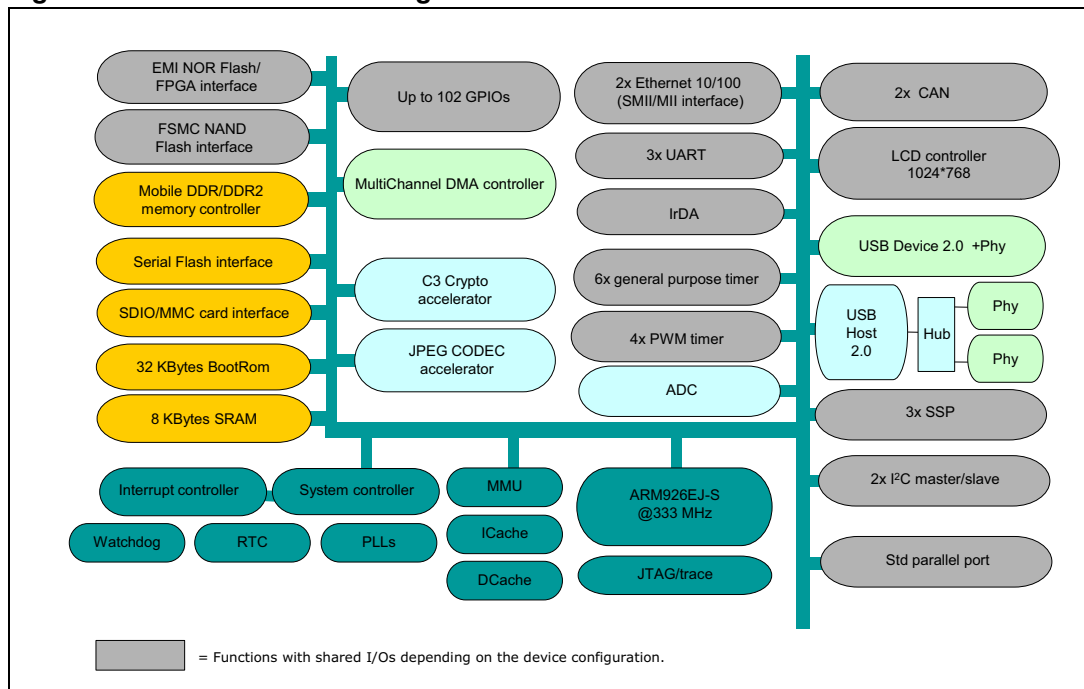 EMI NOR Flash/
FPGA interface
FSMC NAND
Flash interface
Mobile DDR/DDR2
memory controller
Serial Flash interface
SDIO/MMC card interface
32 KBytes BootRom
8 KBytes SRAM
Up to 102 GPIOs
MultiChannel DMA controller
C3 Crypto
accelerator
JPEG CODEC
accelerator
2x Ethernet 10/100
(SMII/MII interface)
3x UART
IrDA
6x general purpose timer
4x PWM timer
ADC
2x CAN
LCD controller
1024*768
USB Device 2.0 +Phy
USB
Host
2.0
Hub
Phy
Phy
3x SSP
2x I²C master/slave
Std parallel port
Interrupt controller
System controller
Watchdog
RTC
PLLs
MMU
ICache
DCache
ARM926EJ-S
@333 MHz
JTAG/trace
= Functions with shared I/Os depending on the device configuration.